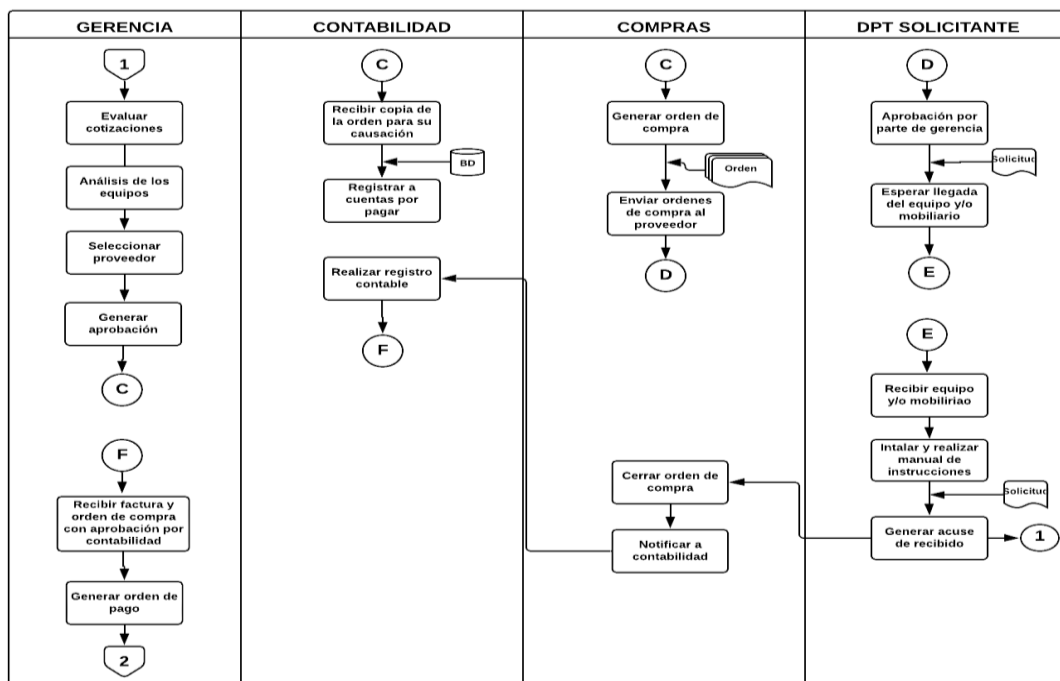 GERENCIA
CONTABILIDAD
COMPRAS
DPT SOLICITANTE
1
Evaluar
cotizaciones
Análisis de los
equipos
Seleccionar
proveedor
Generar
aprobación
C
F
Recibir factura y
orden de compra
con aprobación por
contabilidad
Generar orden de
pago
2
C
Recibir copia de
la orden para su
causación
BD
Registrar a
cuentas por
pagar
Realizar registro
contable
F
C
Generar orden de
compra
Orden
Enviar ordenes
de compra al
proveedor
D
Cerrar orden de
compra
Notificar a
contabilidad
D
Aprobación por
parte de gerencia
Solicitud
Esperar llegada
del equipo y/o
mobiliario
E
E
Recibir equipo
y/o mobiliriao
Intalar y realizar
manual de
instrucciones
Solicitud
Generar acuse
de recibido
1